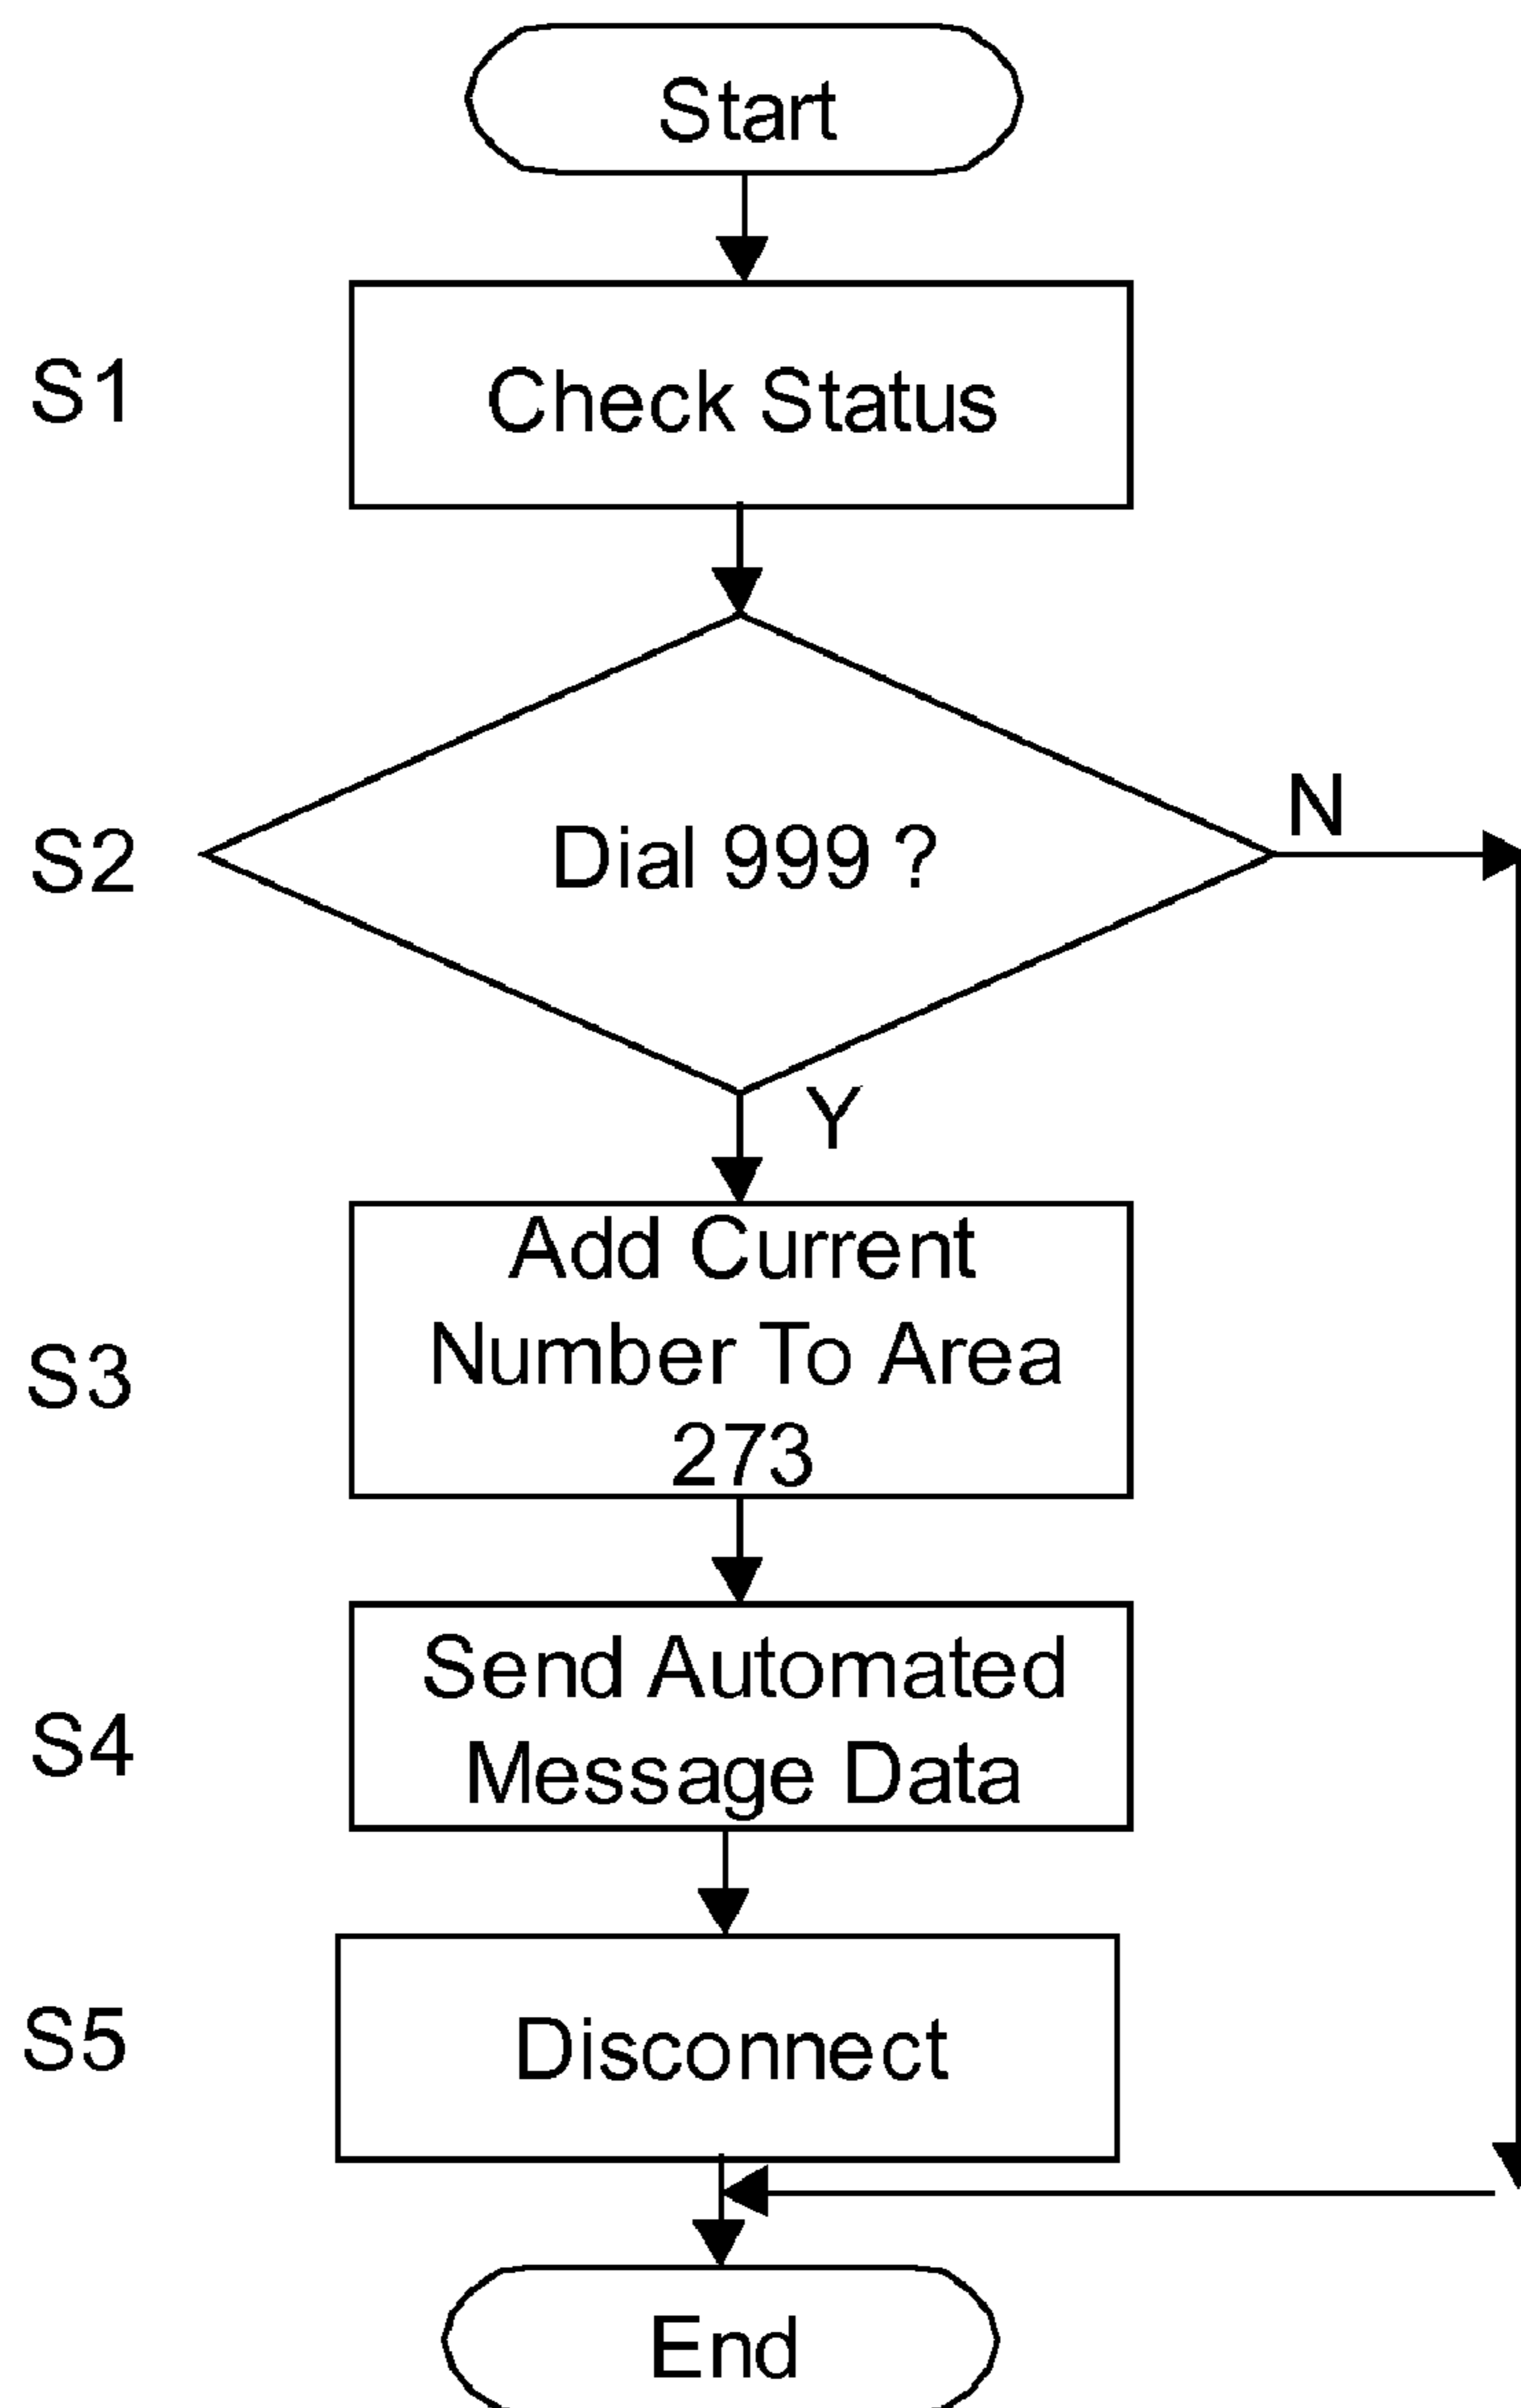 Start
S1
Check Status
S2
Dial 999 ?
N
Y
S3
Add Current
Number To Area
273
S4
Send Automated
Message Data
S5
Disconnect
End